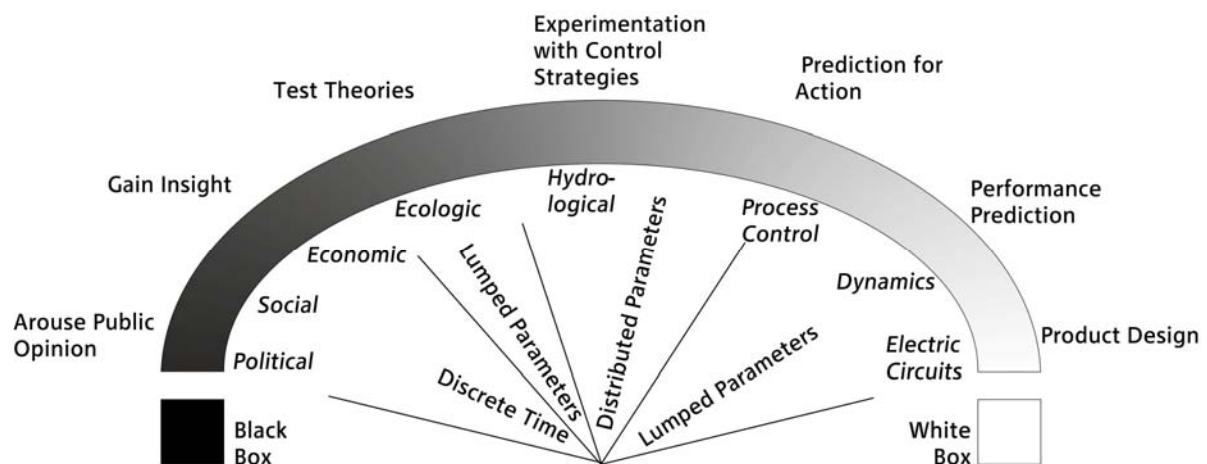 Experimentation
with Control
Strategies
Prediction for
Action
Test Theories
Gain Insight
Performance
Prediction
Arouse Public
Opinion
Product Design
Hydro-
logical
Ecologic
Process
Control
Economic
Dynamics
Social
Political
Electric
Circuits
Discrete Time
Lumped Parameters
Distributed Parameters
Lumped Parameters
Black
Box
White
Box